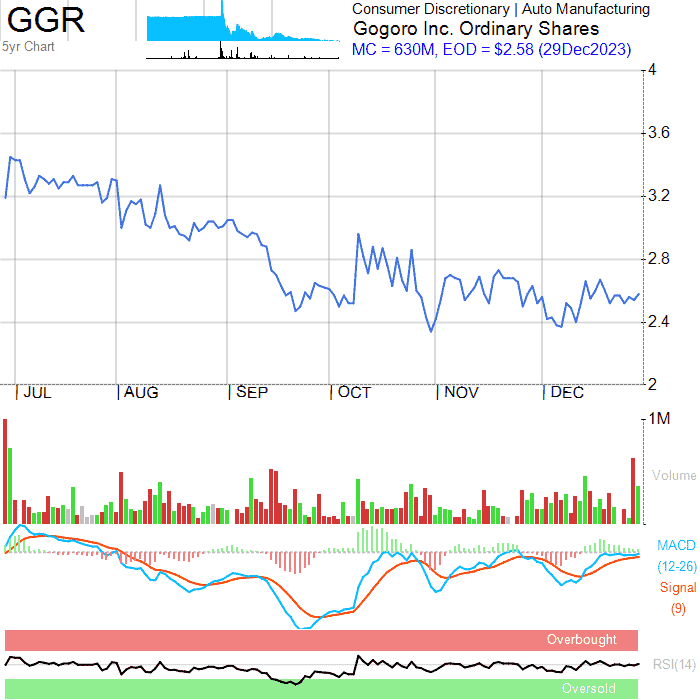 GGR
5yr Chart
Consumer Discretionary | Auto Manufacturing
Gogoro Inc. Ordinary Shares
MC = 630M, EOD = $2.58 (29Dec2023)
4
3.6
3.2
2.8
2.4
2
|JUL |AUG |SEP |OCT |NOV |DEC
1M
Volume
MACD
(12-26)
Signal
(9)
Overbought
RSI(14)
Oversold